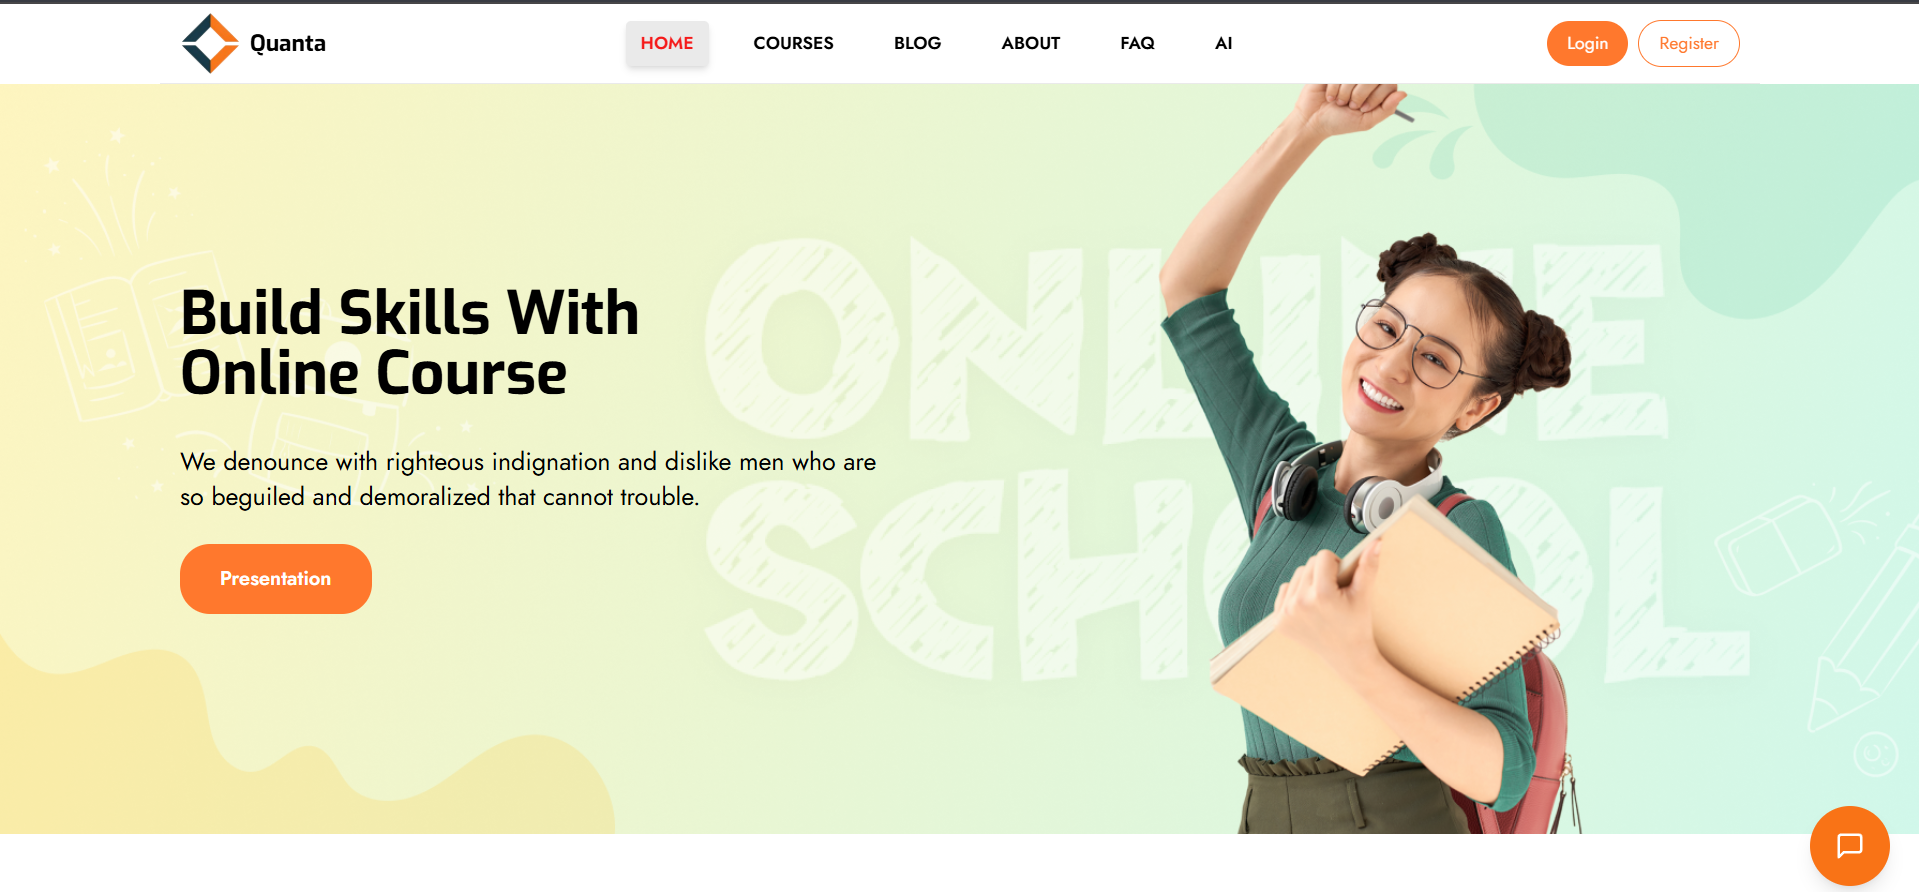 Quanta
HOME
COURSES
BLOG
ABOUT
FAQ
AI
Login
Register
ONLINE
SCHOOL
Build Skills With
Online Course
We denounce with righteous indignation and dislike men who are
so beguiled and demoralized that cannot trouble.
Presentation